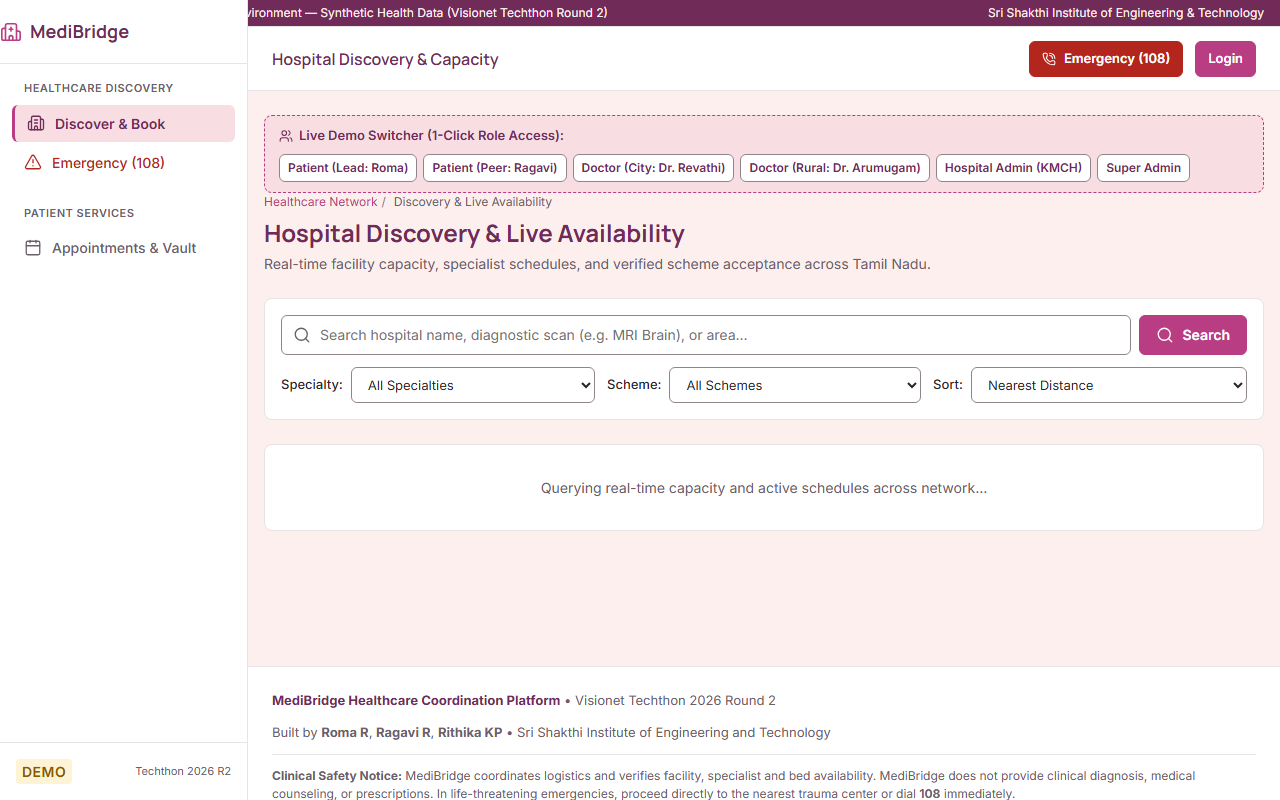 MediBridge
HEALTHCARE DISCOVERY
Discover & Book
Emergency (108)
PATIENT SERVICES
Appointments & Vault
DEMO
Techthon 2026 R2
vironment — Synthetic Health Data (Visionet Techthon Round 2)
Sri Shakthi Institute of Engineering & Technology
Hospital Discovery & Capacity
Emergency (108)
Login
Live Demo Switcher (1-Click Role Access):
Patient (Lead: Roma)
Patient (Peer: Ragavi)
Doctor (City: Dr. Revathi)
Doctor (Rural: Dr. Arumugam)
Hospital Admin (KMCH)
Super Admin
Healthcare Network / Discovery & Live Availability
Hospital Discovery & Live Availability
Real-time facility capacity, specialist schedules, and verified scheme acceptance across Tamil Nadu.
Search hospital name, diagnostic scan (e.g. MRI Brain), or area...
Search
Specialty: All Specialties
Scheme: All Schemes
Sort: Nearest Distance
Querying real-time capacity and active schedules across network...
MediBridge Healthcare Coordination Platform • Visionet Techthon 2026 Round 2
Built by Roma R, Ragavi R, Rithika KP • Sri Shakthi Institute of Engineering and Technology
Clinical Safety Notice: MediBridge coordinates logistics and verifies facility, specialist and bed availability. MediBridge does not provide clinical diagnosis, medical
counseling, or prescriptions. In life-threatening emergencies, proceed directly to the nearest trauma center or dial 108 immediately.